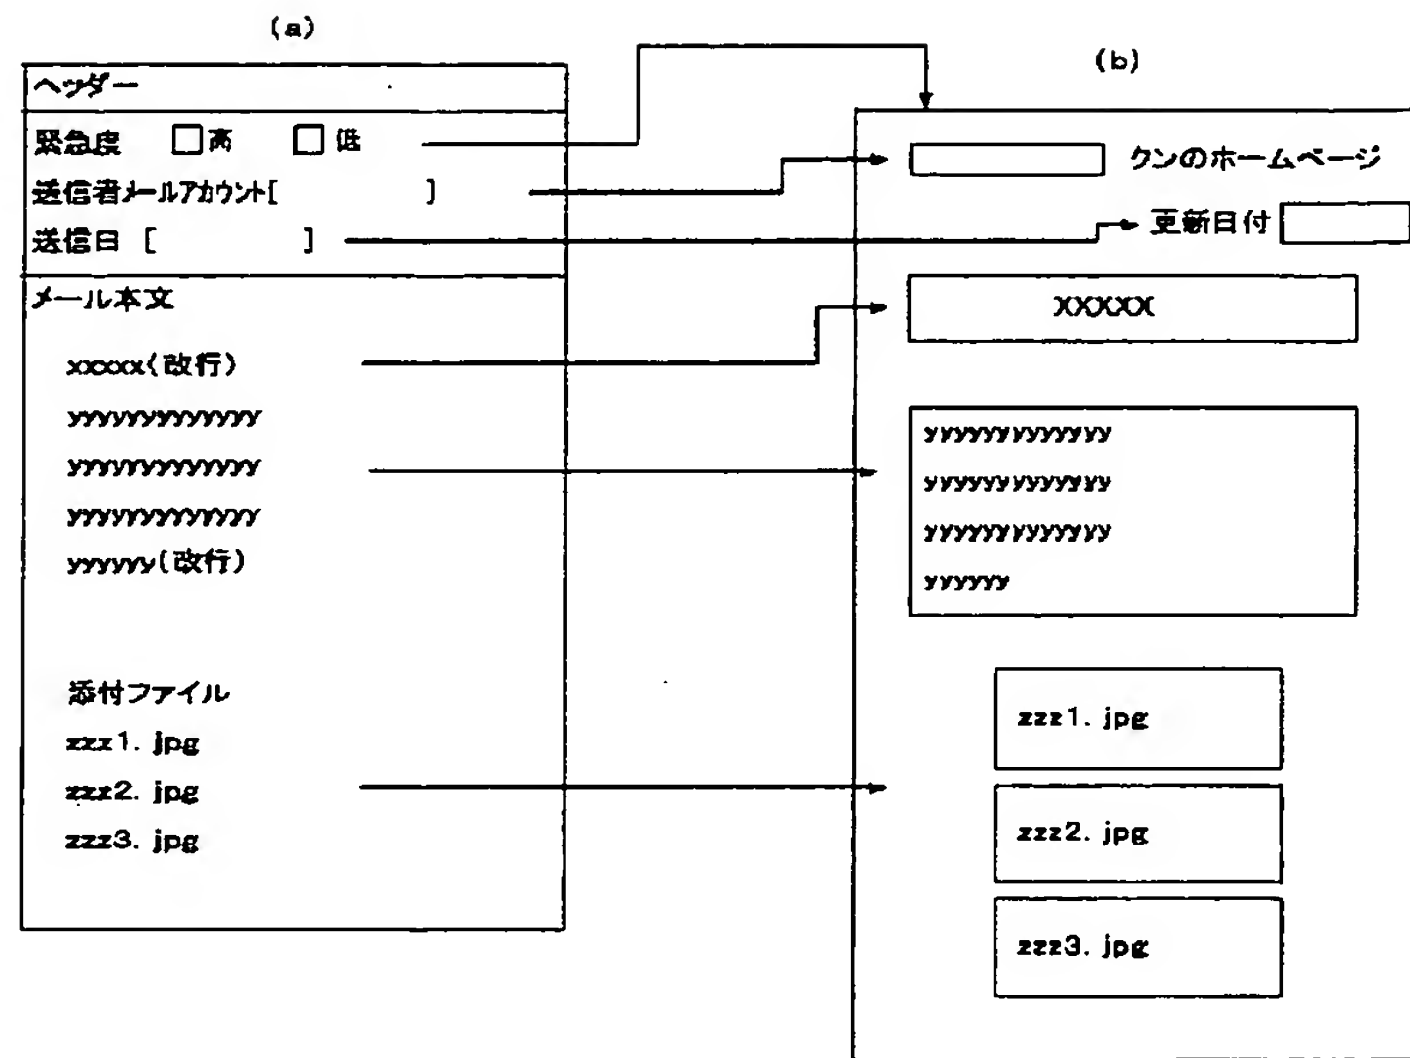 (a)
ヘッダー
緊急度 □高 □低
送信者メールアカウント[ ]
送信日 [ ]
メール本文
xxxxx(改行)
yyyyyyyyyyyyy
yyyyyyyyyyyyy
yyyyyyyyyyyyy
yyyyyy(改行)
添付ファイル
zzz1. jpg
zzz2. jpg
zzz3. jpg
(b)
クンのホームページ
更新日付
XXXXX
yyyyyyyyyyyyy
yyyyyyyyyyyyy
yyyyyyyyyyyyy
yyyyyy
zzz1. jpg
zzz2. jpg
zzz3. jpg